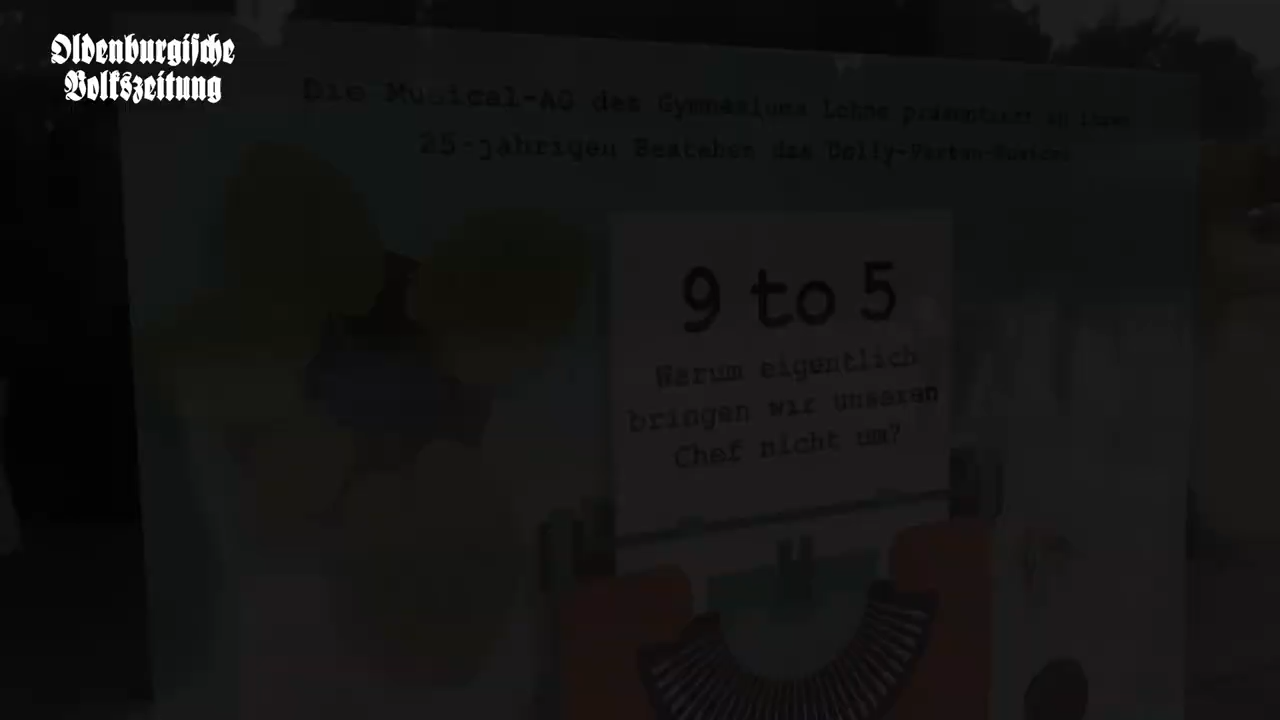 Oldenburgische
Volkszeitung
Die Musical-AG des Gymnasiums Lohne präsentiert zu ihrem
25-jährigen Bestehen das Dolly-Parton-Musical
9 to 5
Warum eigentlich
bringen wir unseren
Chef nicht um?